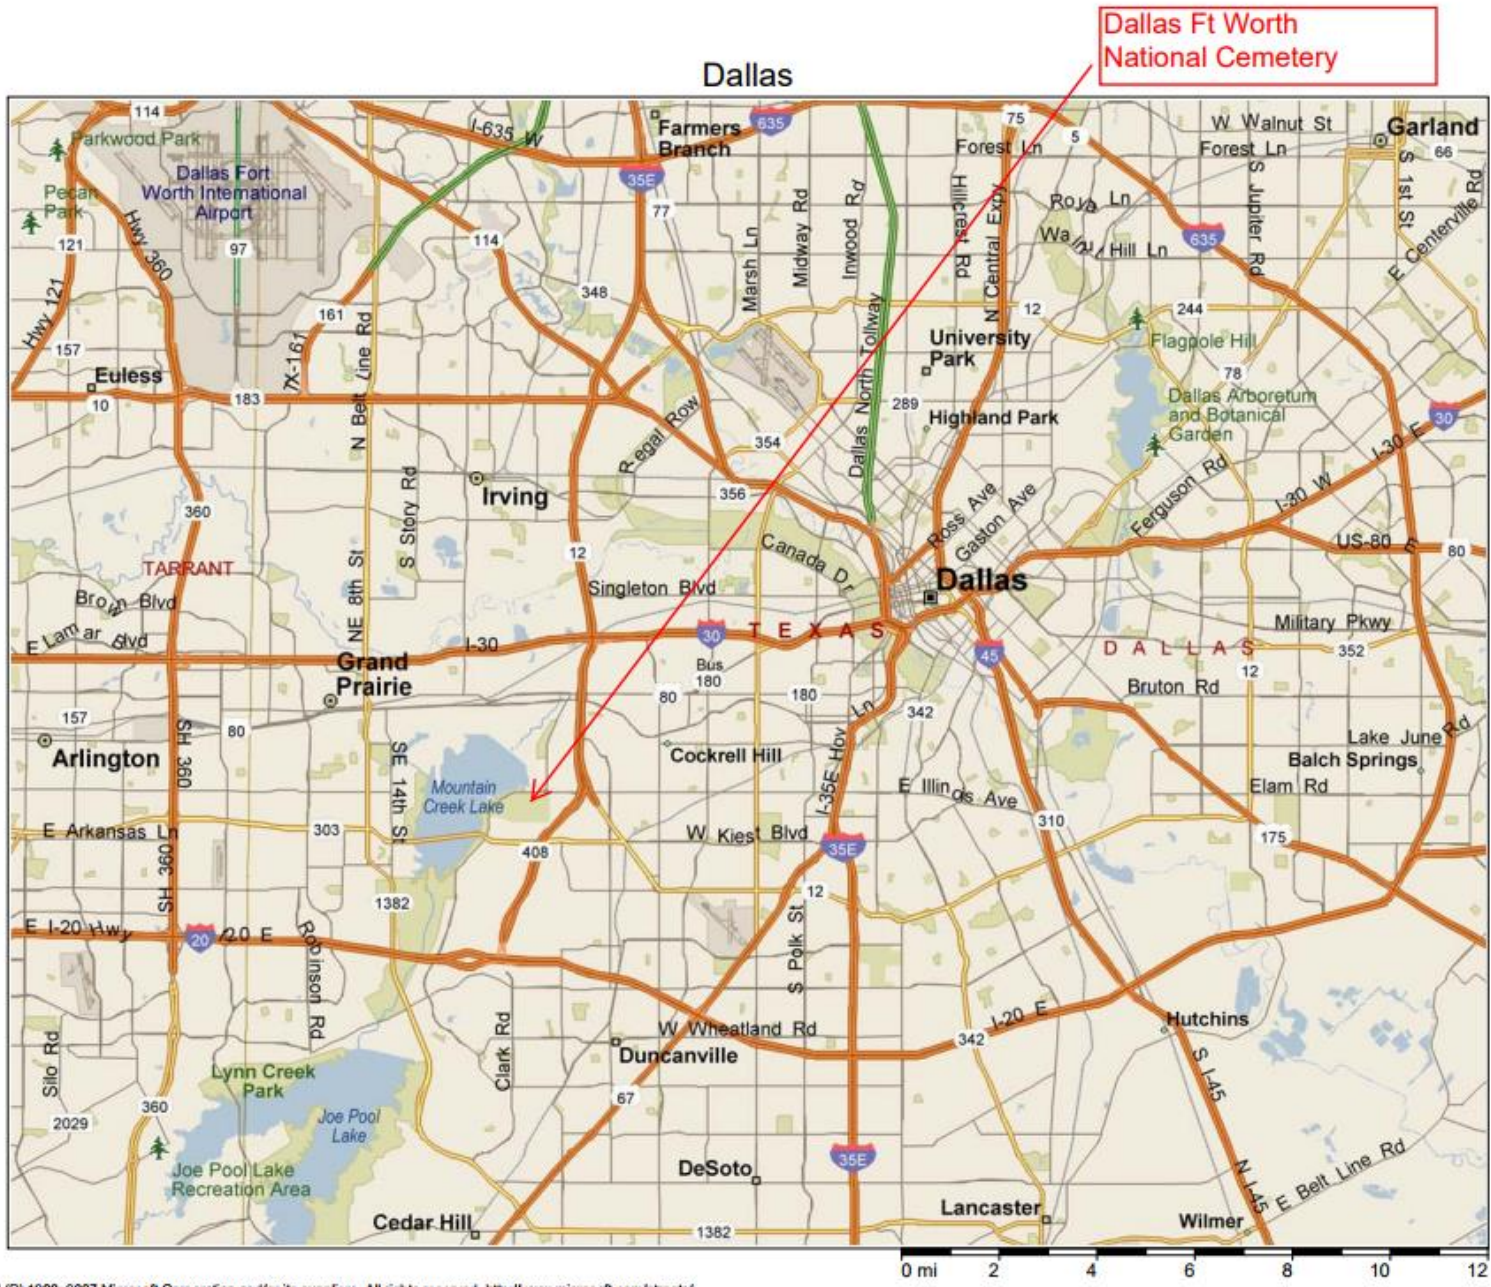 Dallas Ft Worth
National Cemetery
Dallas
114
I-635 W
Farmers
Branch
635
75
5
W Walnut St
Garland
Parkwood Park
Forest Ln
Forest Ln
66
Dallas Fort
Worth International
Airport
35E
Pecan
Park
77
Hillcrest Rd
N Central Expy
Royal Ln
S Jupiter Rd
S 1st St
E Centerville Rd
Midway Rd
Inwood Rd
Marsh Ln
121
Hwy 360
97
114
Walnut Hill Ln
635
Hwy 121
348
161
12
244
157
N Belt Line Rd
TX-161
Dallas North Tollway
University
Park
Flagpole Hill
Euless
78
10
183
289
Highland Park
Dallas Arboretum
and Botanical
Garden
30
Regal Row
354
I-30 E
Irving
356
Ross Ave
Gaston Ave
Ferguson Rd
I-30 W
360
S Story Rd
12
Canada Dr
US-80 E
80
TARRANT
Singleton Blvd
Dallas
Brown Blvd
NE 8th St
E Lamar Blvd
I-30
30
TEXAS
45
DALLAS
Military Pkwy
352
Grand
Prairie
Bus
180
80
180
12
Bruton Rd
342
157
80
SH 360
Arlington
SE 14th St
Mountain
Creek Lake
Cockrell Hill
I-35E Hov Ln
E Illinois Ave
Lake June Rd
Balch Springs
Elam Rd
E Arkansas Ln
303
408
W Kiest Blvd
35E
310
175
SH 360
1382
12
E I-20 Hwy
20
I-20 E
Robinson Rd
S Polk St
Silo Rd
Clark Rd
W Wheatland Rd
342
I-20 E
Hutchins
Duncanville
Lynn Creek
Park
S I-45
67
360
2029
Joe Pool
Lake
35E
Joe Pool Lake
Recreation Area
DeSoto
N I-45
E Belt Line Rd
Cedar Hill
1382
Lancaster
Wilmer
0 mi 2 4 6 8 10 12